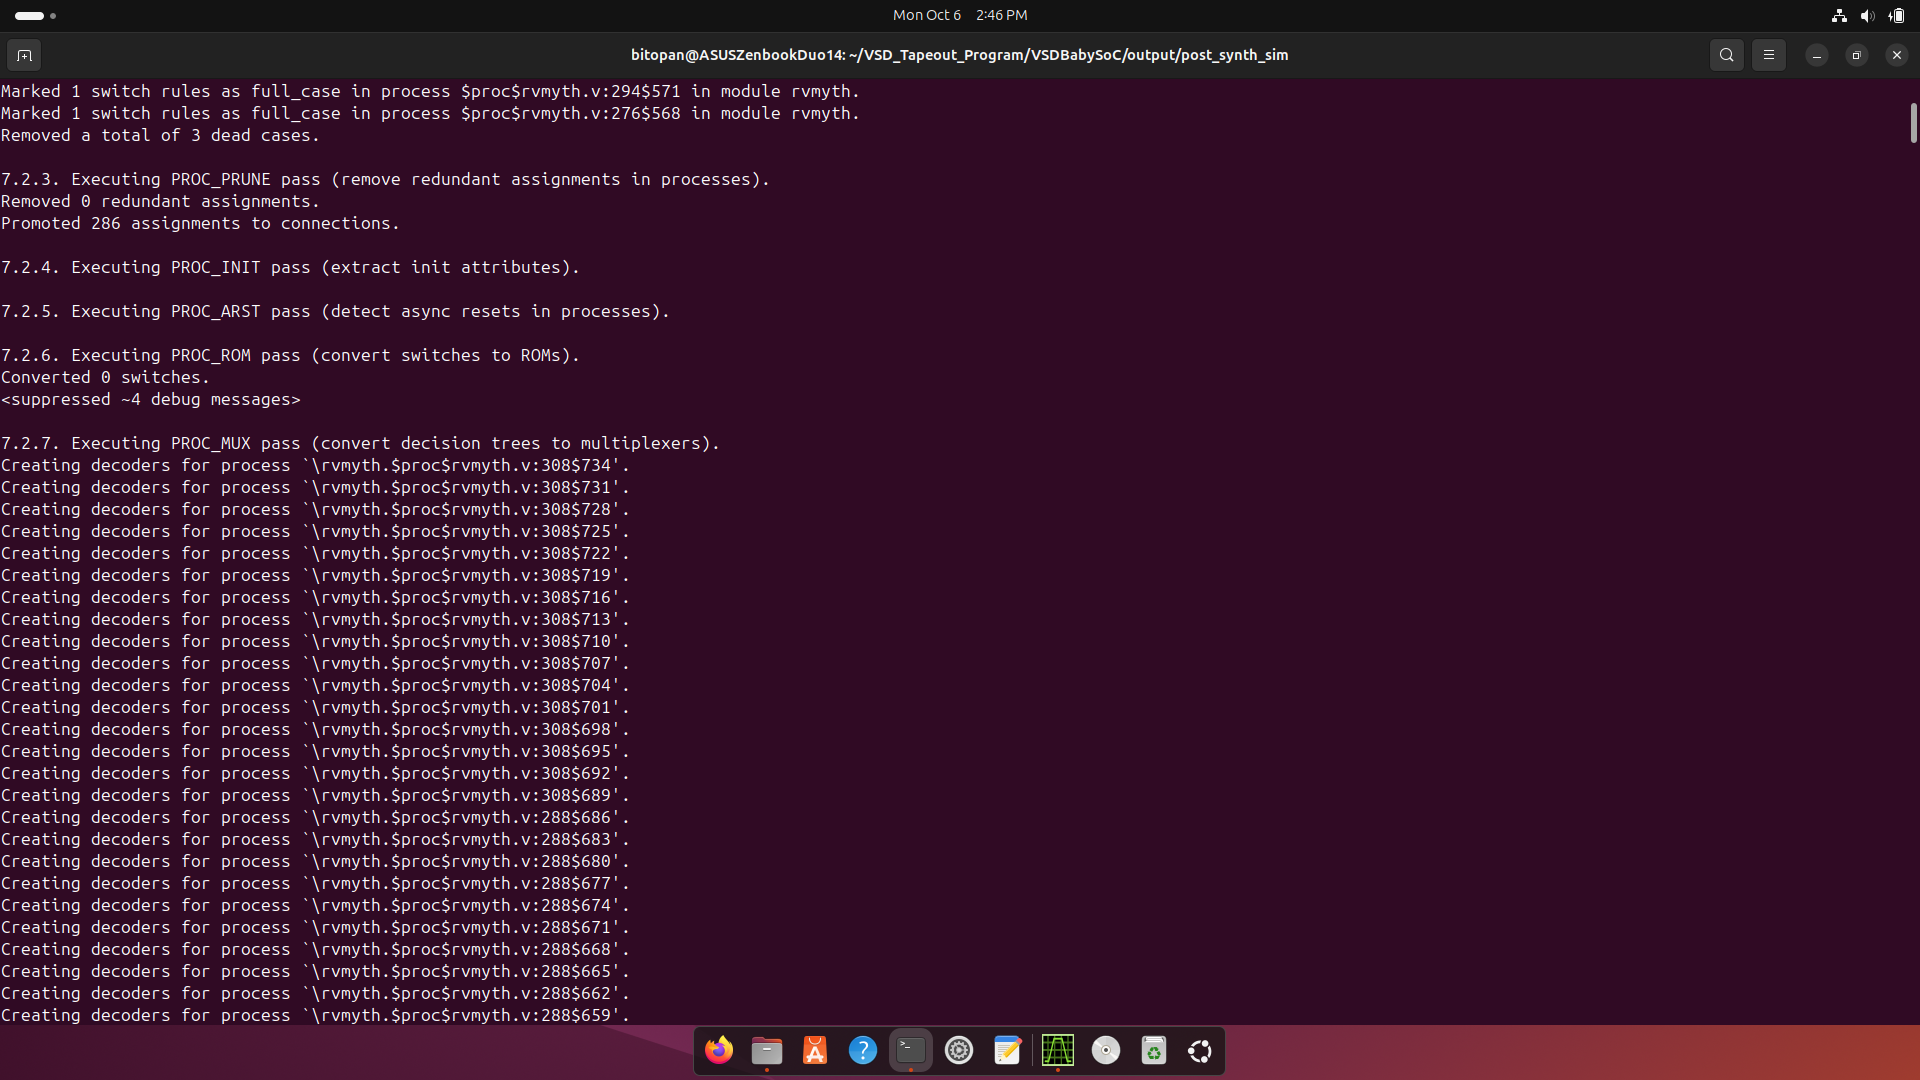 Mon Oct 6 2:46 PM
bitopan@ASUSZenbookDuo14: ~/VSD_Tapeout_Program/VSDBabySoC/output/post_synth_sim
Marked 1 switch rules as full_case in process $proc$rvmyth.v:294$571 in module rvmyth.
Marked 1 switch rules as full_case in process $proc$rvmyth.v:276$568 in module rvmyth.
Removed a total of 3 dead cases.
7.2.3. Executing PROC_PRUNE pass (remove redundant assignments in processes).
Removed 0 redundant assignments.
Promoted 286 assignments to connections.
7.2.4. Executing PROC_INIT pass (extract init attributes).
7.2.5. Executing PROC_ARST pass (detect async resets in processes).
7.2.6. Executing PROC_ROM pass (convert switches to ROMs).
Converted 0 switches.
<suppressed ~4 debug messages>
7.2.7. Executing PROC_MUX pass (convert decision trees to multiplexers).
Creating decoders for process `\rvmyth.$proc$rvmyth.v:308$734'.
Creating decoders for process `\rvmyth.$proc$rvmyth.v:308$731'.
Creating decoders for process `\rvmyth.$proc$rvmyth.v:308$728'.
Creating decoders for process `\rvmyth.$proc$rvmyth.v:308$725'.
Creating decoders for process `\rvmyth.$proc$rvmyth.v:308$722'.
Creating decoders for process `\rvmyth.$proc$rvmyth.v:308$719'.
Creating decoders for process `\rvmyth.$proc$rvmyth.v:308$716'.
Creating decoders for process `\rvmyth.$proc$rvmyth.v:308$713'.
Creating decoders for process `\rvmyth.$proc$rvmyth.v:308$710'.
Creating decoders for process `\rvmyth.$proc$rvmyth.v:308$707'.
Creating decoders for process `\rvmyth.$proc$rvmyth.v:308$704'.
Creating decoders for process `\rvmyth.$proc$rvmyth.v:308$701'.
Creating decoders for process `\rvmyth.$proc$rvmyth.v:308$698'.
Creating decoders for process `\rvmyth.$proc$rvmyth.v:308$695'.
Creating decoders for process `\rvmyth.$proc$rvmyth.v:308$692'.
Creating decoders for process `\rvmyth.$proc$rvmyth.v:308$689'.
Creating decoders for process `\rvmyth.$proc$rvmyth.v:288$686'.
Creating decoders for process `\rvmyth.$proc$rvmyth.v:288$683'.
Creating decoders for process `\rvmyth.$proc$rvmyth.v:288$680'.
Creating decoders for process `\rvmyth.$proc$rvmyth.v:288$677'.
Creating decoders for process `\rvmyth.$proc$rvmyth.v:288$674'.
Creating decoders for process `\rvmyth.$proc$rvmyth.v:288$671'.
Creating decoders for process `\rvmyth.$proc$rvmyth.v:288$668'.
Creating decoders for process `\rvmyth.$proc$rvmyth.v:288$665'.
Creating decoders for process `\rvmyth.$proc$rvmyth.v:288$662'.
Creating decoders for process `\rvmyth.$proc$rvmyth.v:288$659'.